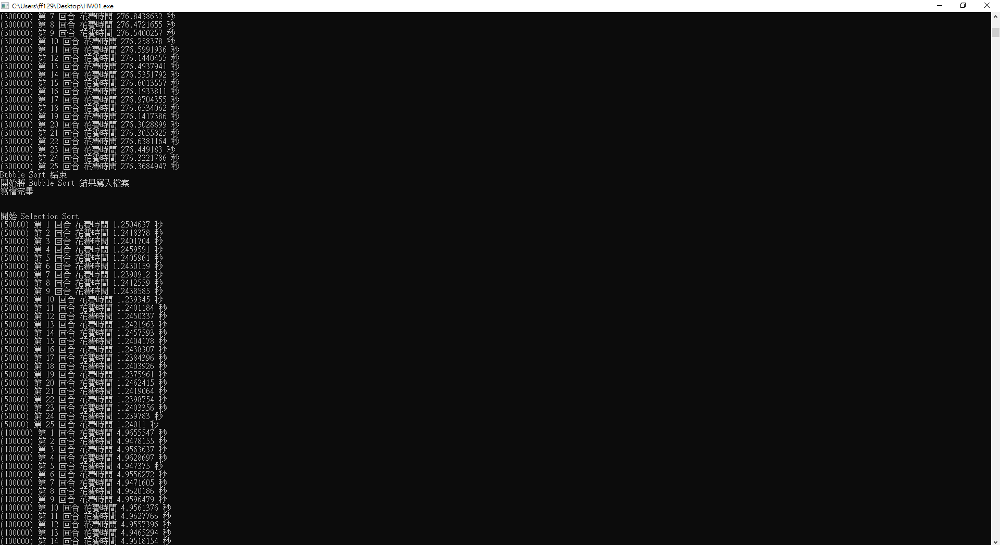 C:\Users\ff129\Desktop\HW01.exe
(300000) 第 7 回合 花費時間 276.8438632 秒
(300000) 第 8 回合 花費時間 276.4721655 秒
(300000) 第 9 回合 花費時間 276.5400257 秒
(300000) 第 10 回合 花費時間 276.258378 秒
(300000) 第 11 回合 花費時間 276.5991936 秒
(300000) 第 12 回合 花費時間 276.1440455 秒
(300000) 第 13 回合 花費時間 276.4937941 秒
(300000) 第 14 回合 花費時間 276.5351792 秒
(300000) 第 15 回合 花費時間 276.6013557 秒
(300000) 第 16 回合 花費時間 276.1933811 秒
(300000) 第 17 回合 花費時間 276.9704355 秒
(300000) 第 18 回合 花費時間 276.6534062 秒
(300000) 第 19 回合 花費時間 276.1417386 秒
(300000) 第 20 回合 花費時間 276.3028899 秒
(300000) 第 21 回合 花費時間 276.3055825 秒
(300000) 第 22 回合 花費時間 276.6381164 秒
(300000) 第 23 回合 花費時間 276.449183 秒
(300000) 第 24 回合 花費時間 276.3221786 秒
(300000) 第 25 回合 花費時間 276.3684947 秒
Bubble Sort 結束
開始將 Bubble Sort 結果寫入檔案
寫檔完畢
開始 Selection Sort
(50000) 第 1 回合 花費時間 1.2504637 秒
(50000) 第 2 回合 花費時間 1.2418378 秒
(50000) 第 3 回合 花費時間 1.2401704 秒
(50000) 第 4 回合 花費時間 1.2459591 秒
(50000) 第 5 回合 花費時間 1.2405961 秒
(50000) 第 6 回合 花費時間 1.2430159 秒
(50000) 第 7 回合 花費時間 1.2390912 秒
(50000) 第 8 回合 花費時間 1.2412559 秒
(50000) 第 9 回合 花費時間 1.2438585 秒
(50000) 第 10 回合 花費時間 1.239345 秒
(50000) 第 11 回合 花費時間 1.2401184 秒
(50000) 第 12 回合 花費時間 1.2450337 秒
(50000) 第 13 回合 花費時間 1.2421963 秒
(50000) 第 14 回合 花費時間 1.2457593 秒
(50000) 第 15 回合 花費時間 1.2404178 秒
(50000) 第 16 回合 花費時間 1.2438307 秒
(50000) 第 17 回合 花費時間 1.2384396 秒
(50000) 第 18 回合 花費時間 1.2403926 秒
(50000) 第 19 回合 花費時間 1.2375961 秒
(50000) 第 20 回合 花費時間 1.2462415 秒
(50000) 第 21 回合 花費時間 1.2419064 秒
(50000) 第 22 回合 花費時間 1.2398754 秒
(50000) 第 23 回合 花費時間 1.2403356 秒
(50000) 第 24 回合 花費時間 1.239783 秒
(50000) 第 25 回合 花費時間 1.24011 秒
(100000) 第 1 回合 花費時間 4.9655547 秒
(100000) 第 2 回合 花費時間 4.9478155 秒
(100000) 第 3 回合 花費時間 4.9563637 秒
(100000) 第 4 回合 花費時間 4.9628697 秒
(100000) 第 5 回合 花費時間 4.947375 秒
(100000) 第 6 回合 花費時間 4.9556272 秒
(100000) 第 7 回合 花費時間 4.9471605 秒
(100000) 第 8 回合 花費時間 4.9620186 秒
(100000) 第 9 回合 花費時間 4.9596479 秒
(100000) 第 10 回合 花費時間 4.9561376 秒
(100000) 第 11 回合 花費時間 4.9627766 秒
(100000) 第 12 回合 花費時間 4.9557396 秒
(100000) 第 13 回合 花費時間 4.9465294 秒
(100000) 第 14 回合 花費時間 4.9518154 秒